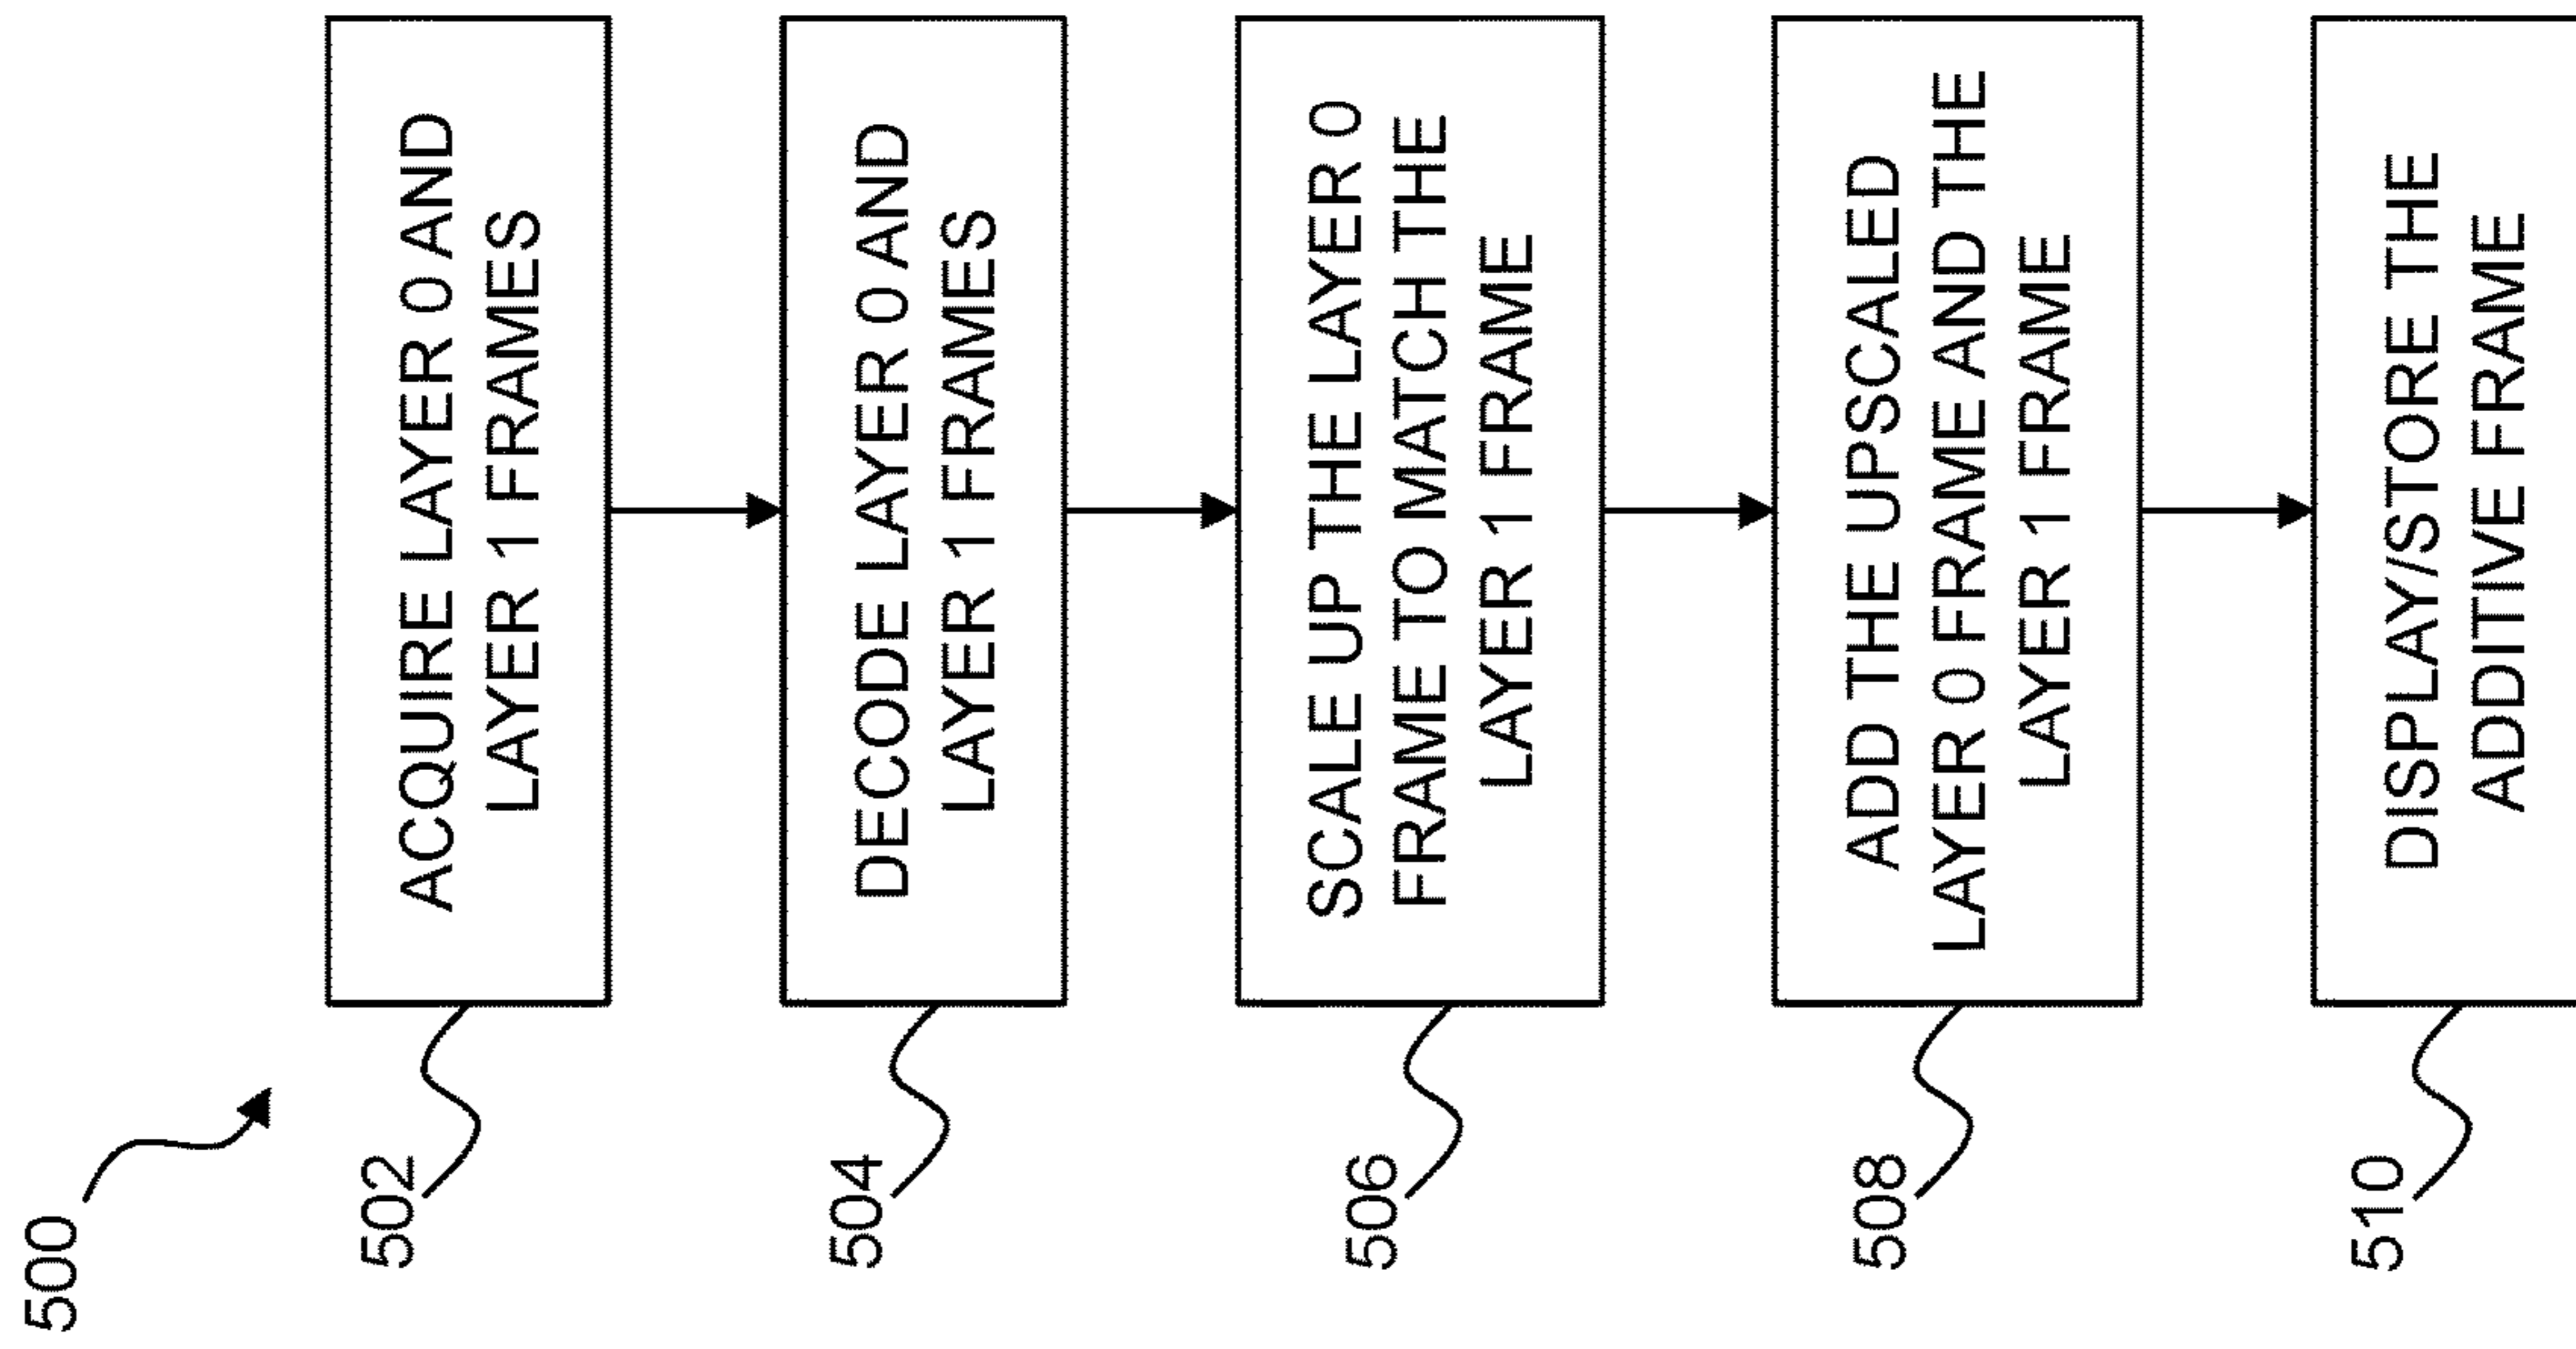 500
502
ACQUIRE LAYER 0 AND
LAYER 1 FRAMES
504
DECODE LAYER 0 AND
LAYER 1 FRAMES
506
SCALE UP THE LAYER 0
FRAME TO MATCH THE
LAYER 1 FRAME
508
ADD THE UPSCALED
LAYER 0 FRAME AND THE
LAYER 1 FRAME
510
DISPLAY/STORE THE
ADDITIVE FRAME